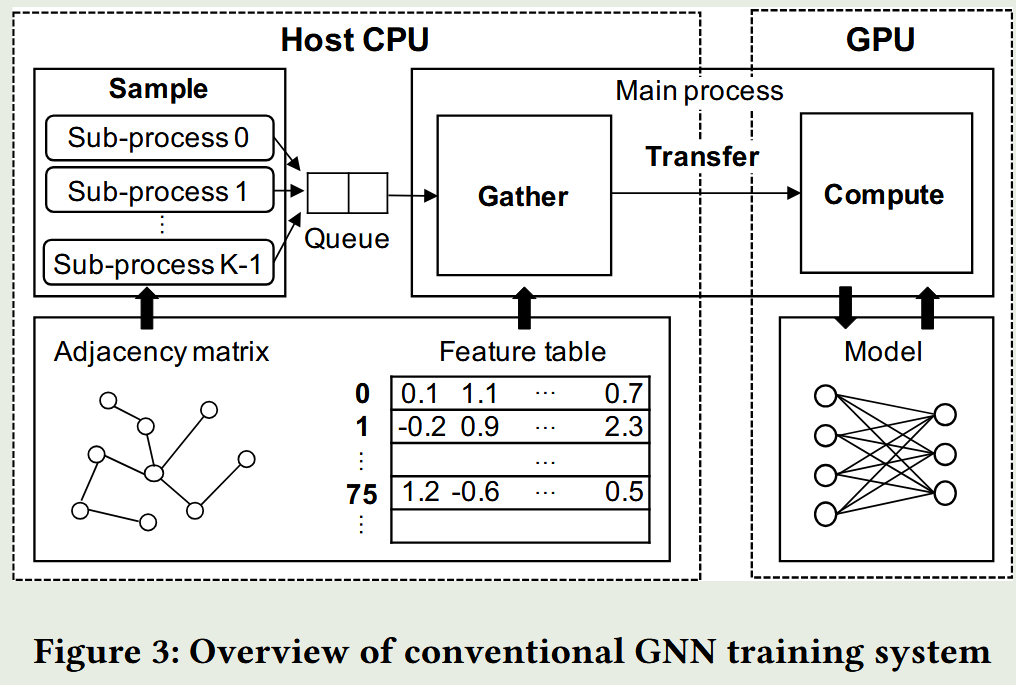 Host CPU
GPU
Sample
Sub-process 0
Sub-process 1
⋮
Sub-process K-1
Queue
Main process
Gather
Transfer
Compute
Adjacency matrix
Feature table
0 0.1 1.1 ... 0.7
1 -0.2 0.9 ... 2.3
⋮ ...
75 1.2 -0.6 ... 0.5
⋮
Model
Figure 3: Overview of conventional GNN training system